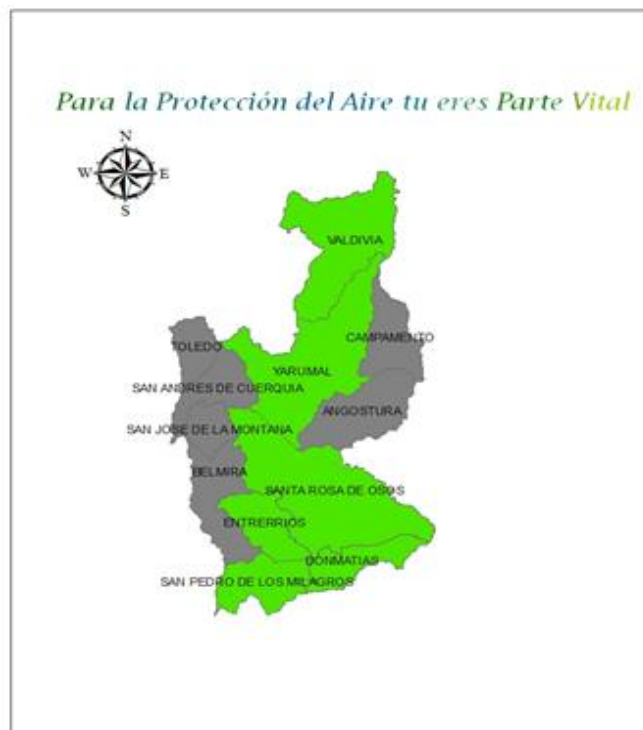 Para la Protección del Aire tu eres Parte Vital
N
W E
S
VALDIVIA
CAMPAMENTO
TOLEDO
YARUMAL
SAN ANDRES DE CUERQUIA
ANGOSTURA
SAN JOSE DE LA MONTANA
BELMIRA
SANTA ROSA DE OSOS
ENTRERRIOS
DONMATIAS
SAN PEDRO DE LOS MILAGROS